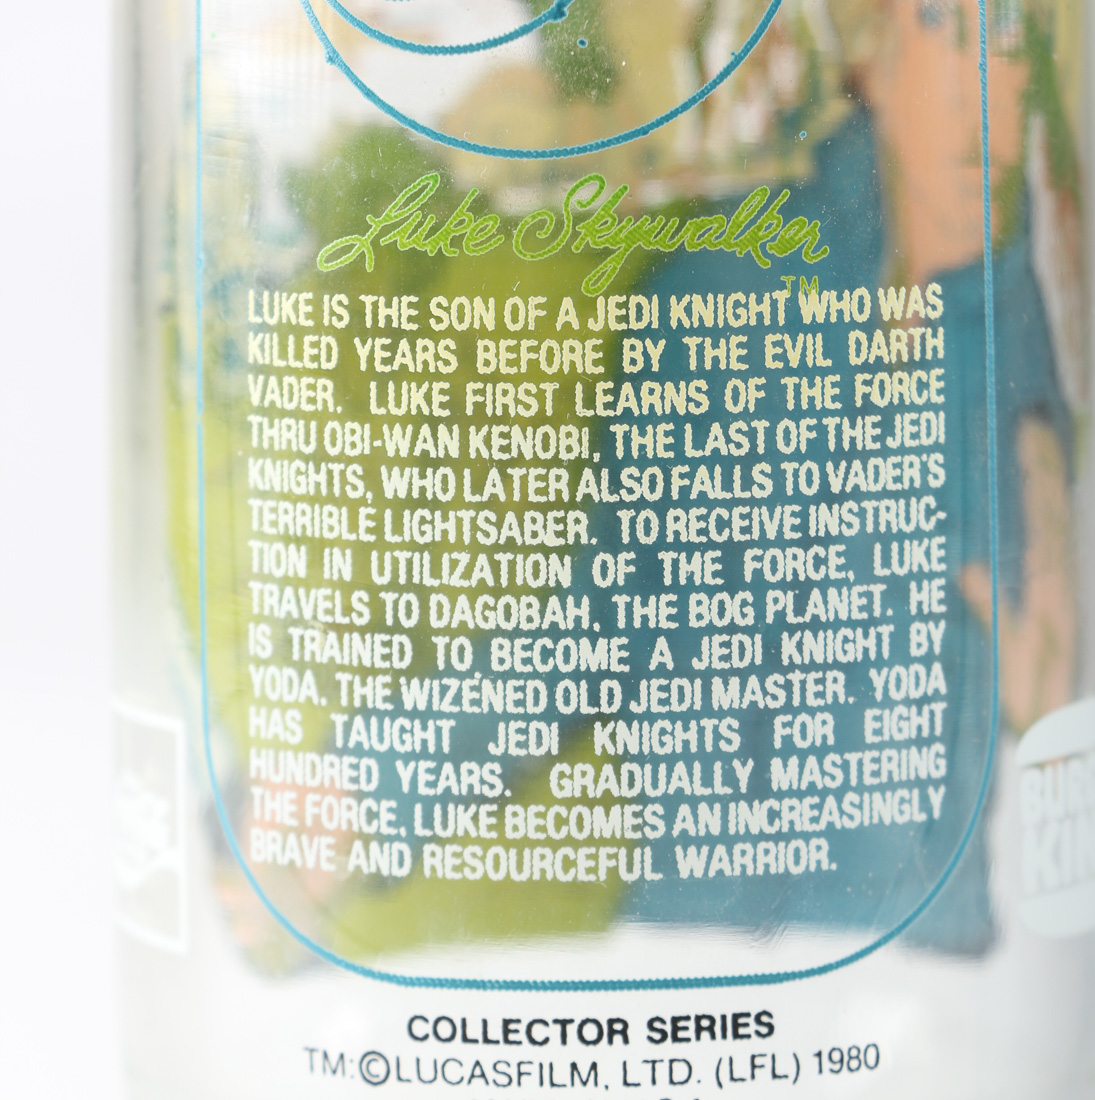 Luke Skywalker
TM
LUKE IS THE SON OF A JEDI KNIGHT WHO WAS
KILLED YEARS BEFORE BY THE EVIL DARTH
VADER. LUKE FIRST LEARNS OF THE FORCE
THRU OBI-WAN KENOBI, THE LAST OF THE JEDI
KNIGHTS, WHO LATER ALSO FALLS TO VADER'S
TERRIBLE LIGHTSABER. TO RECEIVE INSTRUC-
TION IN UTILIZATION OF THE FORCE, LUKE
TRAVELS TO DAGOBAH, THE BOG PLANET. HE
IS TRAINED TO BECOME A JEDI KNIGHT BY
YODA, THE WIZENED OLD JEDI MASTER. YODA
HAS TAUGHT JEDI KNIGHTS FOR EIGHT
HUNDRED YEARS. GRADUALLY MASTERING
THE FORCE, LUKE BECOMES AN INCREASINGLY
BRAVE AND RESOURCEFUL WARRIOR.
COLLECTOR SERIES
TM:©LUCASFILM, LTD. (LFL) 1980